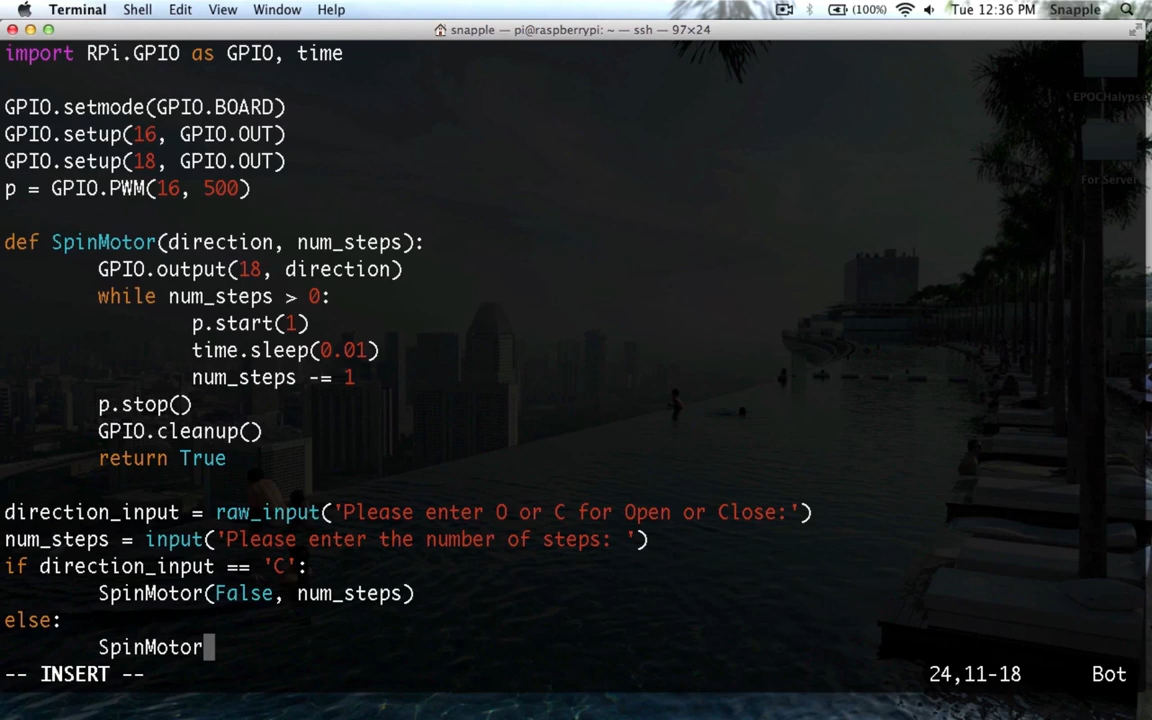 Terminal Shell Edit View Window Help (100%) Tue 12:36 PM Snapple
snapple — pi@raspberrypi: ~ — ssh — 97×24
import RPi.GPIO as GPIO, time
GPIO.setmode(GPIO.BOARD)
GPIO.setup(16, GPIO.OUT)
GPIO.setup(18, GPIO.OUT)
p = GPIO.PWM(16, 500)
def SpinMotor(direction, num_steps):
        GPIO.output(18, direction)
        while num_steps > 0:
                p.start(1)
                time.sleep(0.01)
                num_steps -= 1
        p.stop()
        GPIO.cleanup()
        return True
direction_input = raw_input('Please enter O or C for Open or Close:')
num_steps = input('Please enter the number of steps: ')
if direction_input == 'C':
        SpinMotor(False, num_steps)
else:
        SpinMotor
-- INSERT -- 24,11-18 Bot
EPOCHalypse
For Server